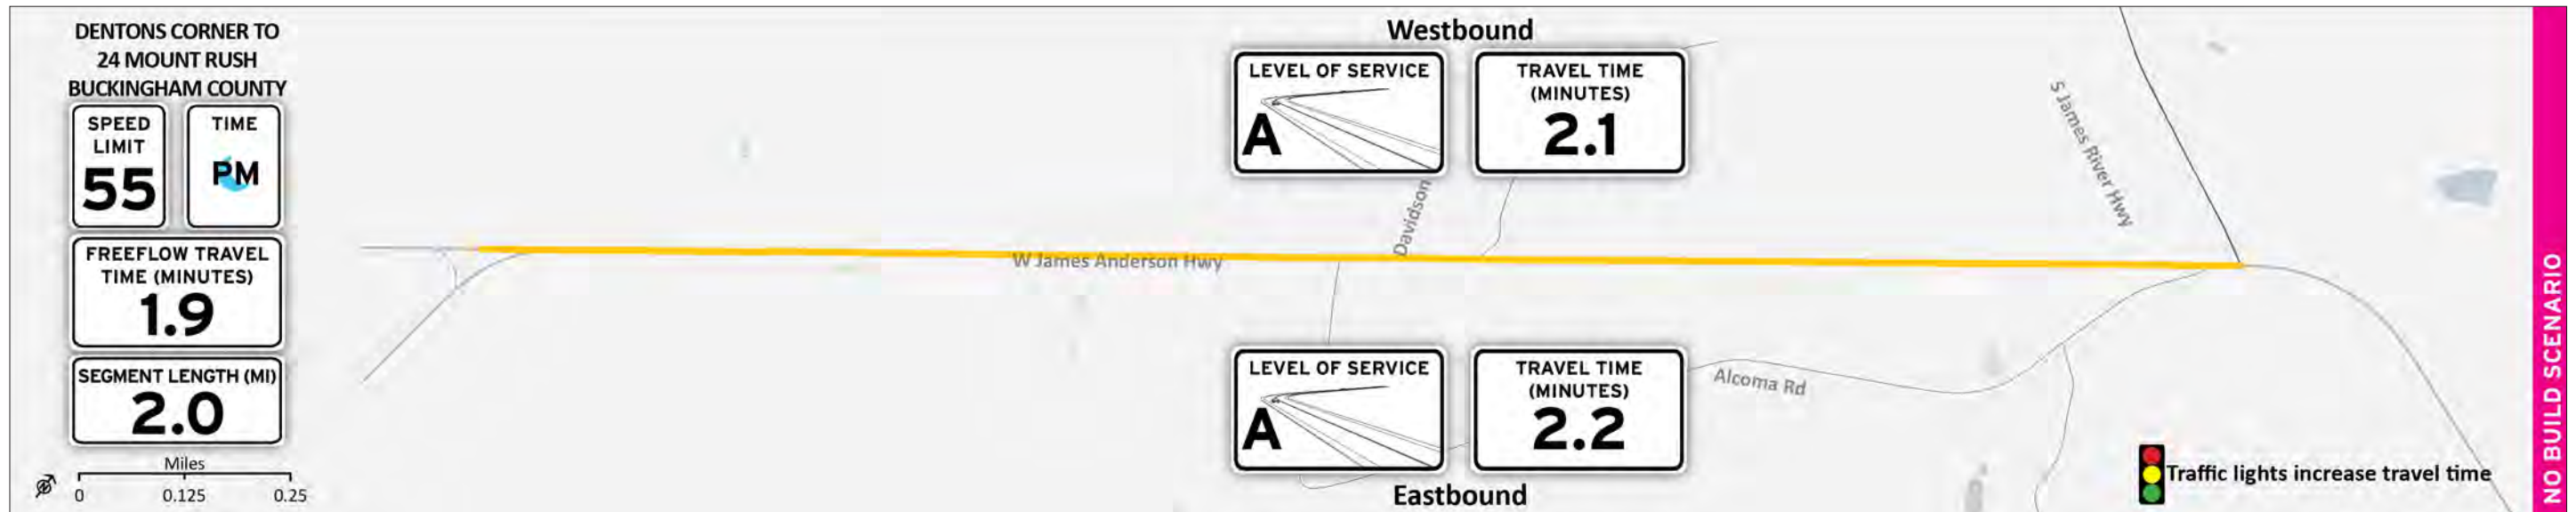 DENTONS CORNER TO
24 MOUNT RUSH
BUCKINGHAM COUNTY
SPEED
LIMIT
55
TIME
PM
FREEFLOW TRAVEL
TIME (MINUTES)
1.9
SEGMENT LENGTH (MI)
2.0
Miles
0 0.125 0.25
Westbound
LEVEL OF SERVICE
A
TRAVEL TIME
(MINUTES)
2.1
Davidson
W James Anderson Hwy
S James River Hwy
LEVEL OF SERVICE
A
TRAVEL TIME
(MINUTES)
2.2
Eastbound
Alcoma Rd
Traffic lights increase travel time
NO BUILD SCENARIO